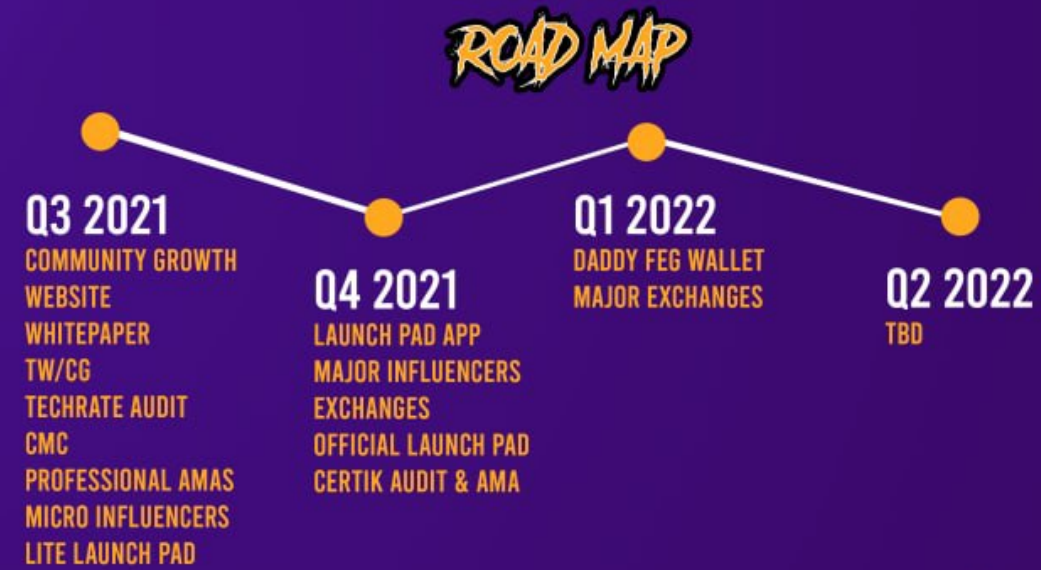 ROAD MAP
Q3 2021
COMMUNITY GROWTH
WEBSITE
WHITEPAPER
TW/CG
TECHRATE AUDIT
CMC
PROFESSIONAL AMAS
MICRO INFLUENCERS
LITE LAUNCH PAD
Q4 2021
LAUNCH PAD APP
MAJOR INFLUENCERS
EXCHANGES
OFFICIAL LAUNCH PAD
CERTIK AUDIT & AMA
Q1 2022
DADDY FEG WALLET
MAJOR EXCHANGES
Q2 2022
TBD